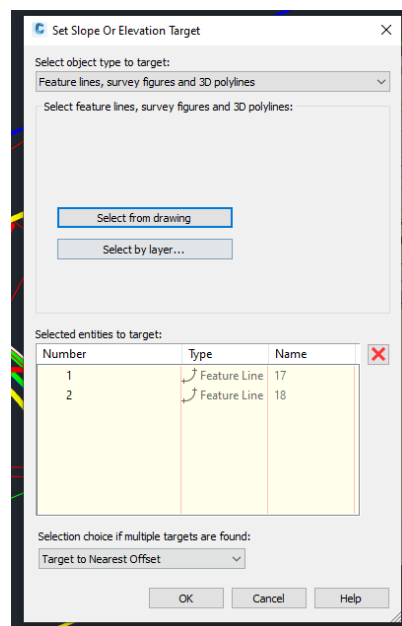 C Set Slope Or Elevation Target
Select object type to target:
Feature lines, survey figures and 3D polylines
Select feature lines, survey figures and 3D polylines:
Select from drawing
Select by layer...
Selected entities to target:
Number Type Name
1 Feature Line 17
2 Feature Line 18
Selection choice if multiple targets are found:
Target to Nearest Offset
OK Cancel Help